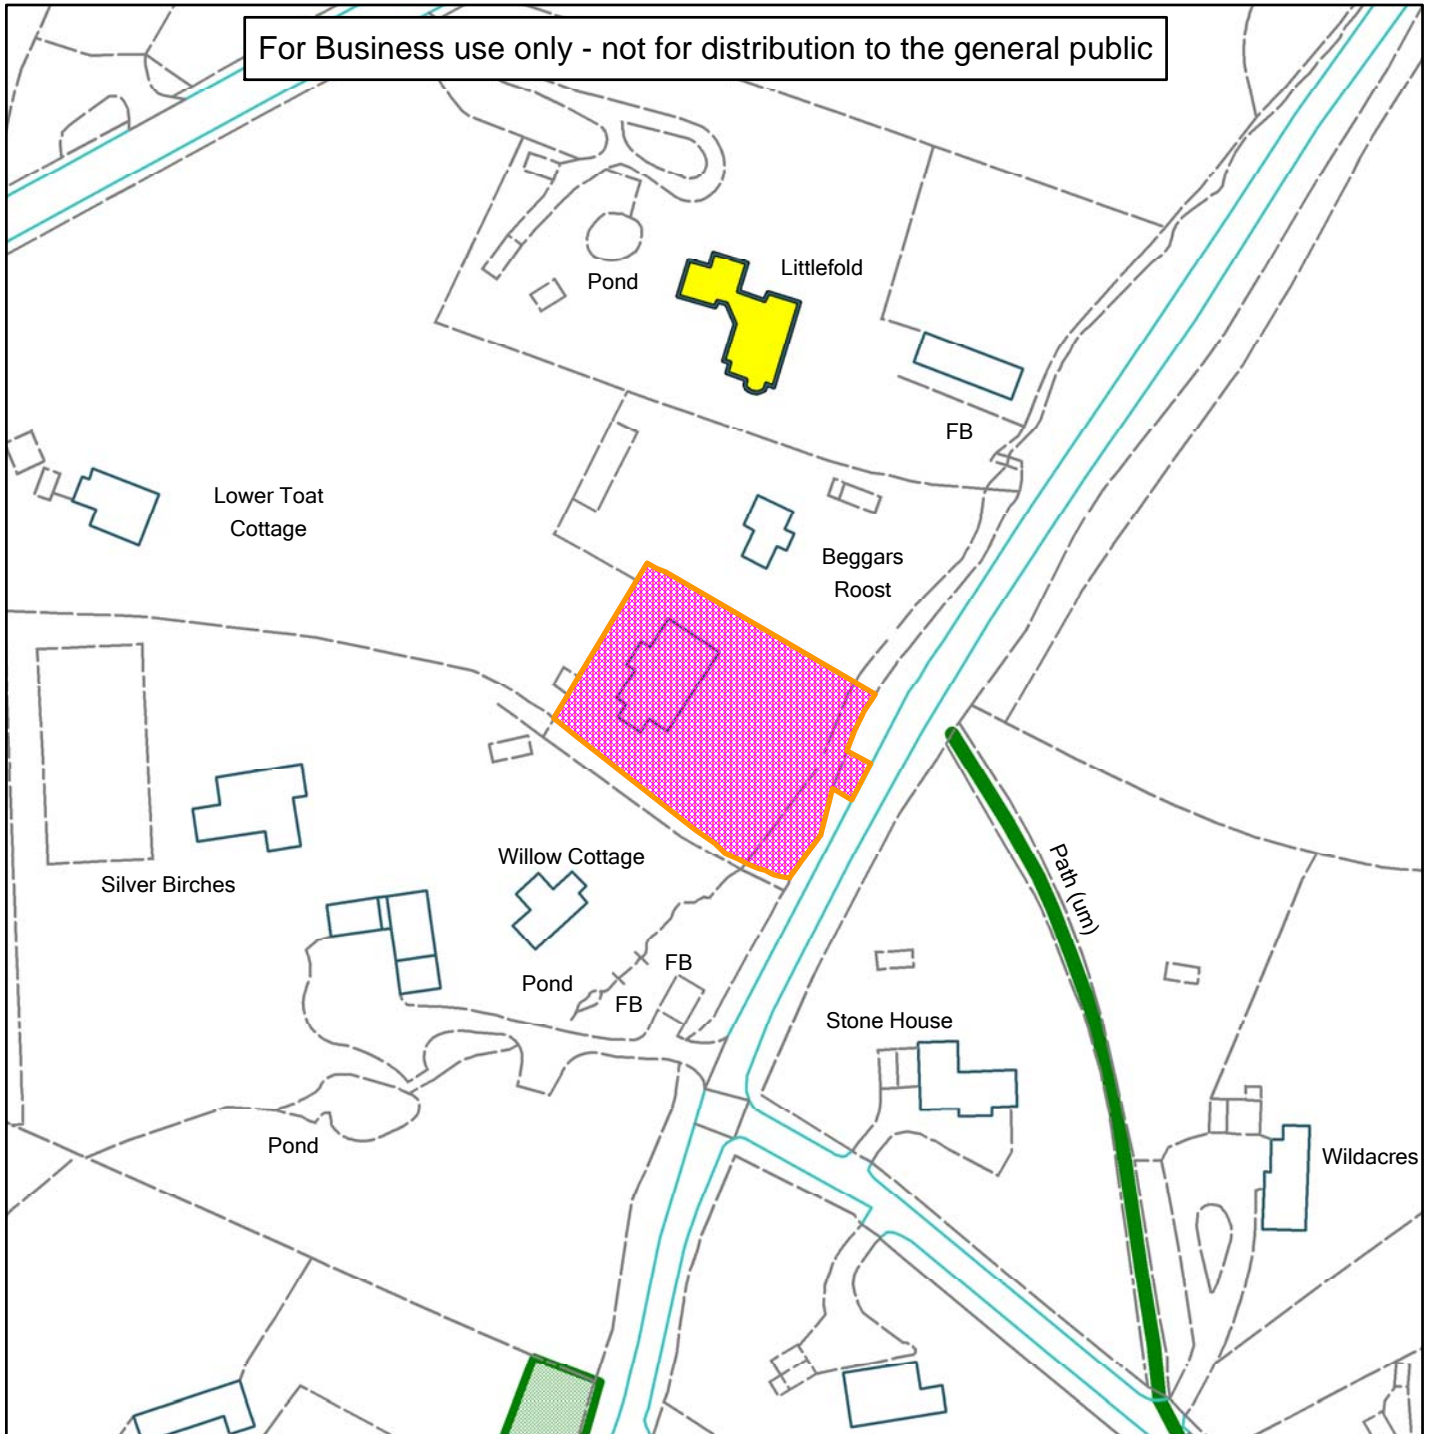 For Business use only - not for distribution to the general public
Littlefold
Pond
FB
Lower Toat
Cottage
Beggars
Roost
Willow Cottage
Silver Birches
Path (um)
FB
Pond
FB
Stone House
Pond
Wildacres